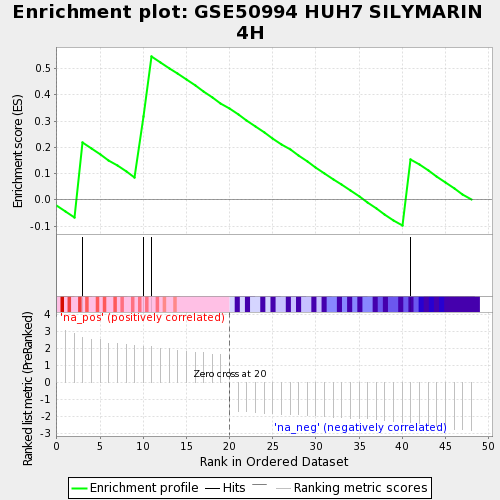 Enrichment plot: GSE50994 HUH7 SILYMARIN
4H
Enrichment score (ES)
0.5
0.4
0.3
0.2
0.1
0.0
-0.1
'na_pos' (positively correlated)
Ranked list metric (PreRanked)
4
3
2
1
0
-1
-2
-3
Zero cross at 20
'na_neg' (negatively correlated)
0 5 10 15 20 25 30 35 40 45 50
Rank in Ordered Dataset
Enrichment profile Hits Ranking metric scores